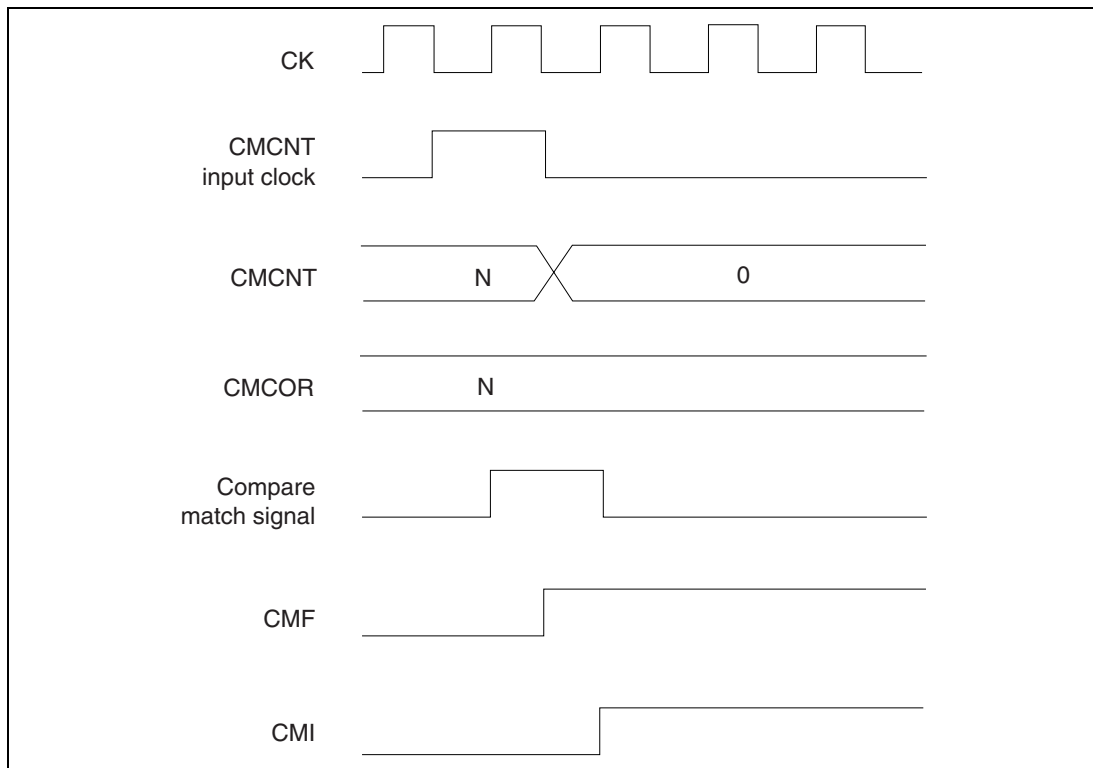 CK
CMCNT
input clock
CMCNT
N
0
CMCOR
N
Compare
match signal
CMF
CMI